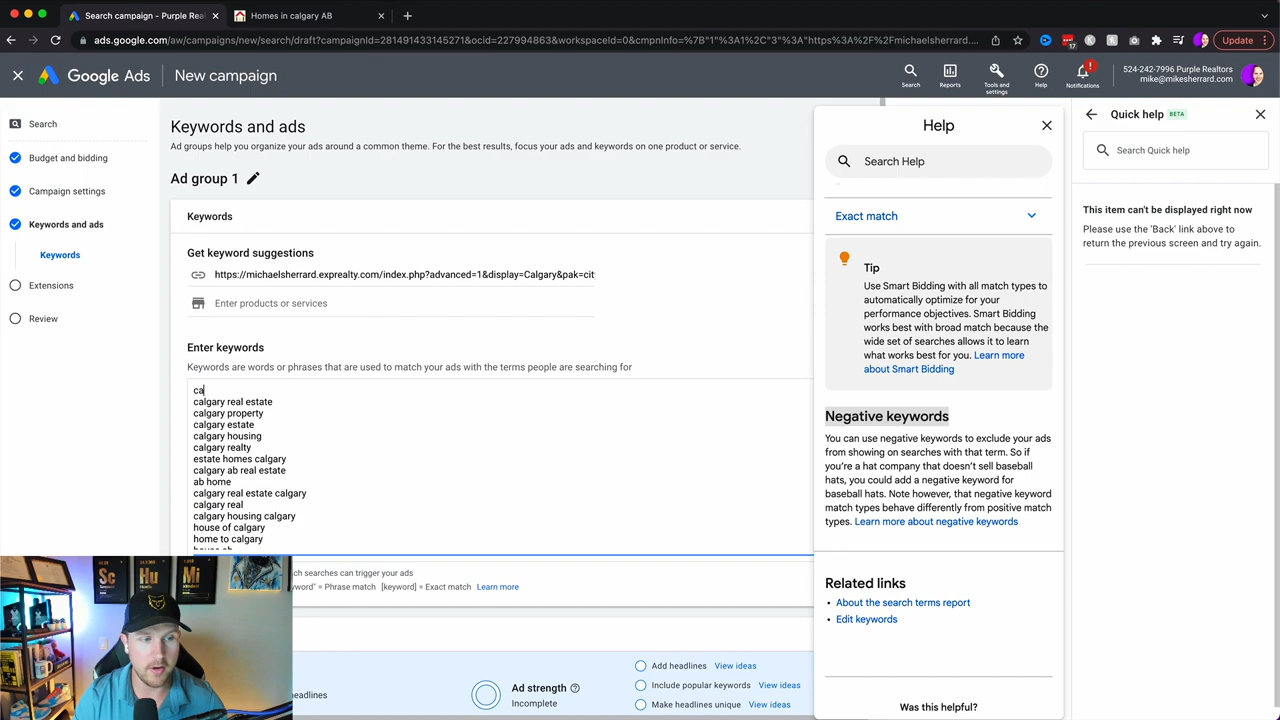 Search campaign - Purple Real
Homes in calgary AB
ads.google.com/aw/campaigns/new/search/draft?campaignId=281491433145271&ocid=227994863&workspaceId=0&cmpnInfo=%7B"1"%3A1%2C"3"%3A"https%3A%2F%2Fmichaelsherrard....
17
Update
Google Ads
New campaign
Search
Reports
Tools and
settings
Help
Notifications
524-242-7996 Purple Realtors
mike@mikesherrard.com
Search
Budget and bidding
Campaign settings
Keywords and ads
Keywords
Extensions
Review
Keywords and ads
Ad groups help you organize your ads around a common theme. For the best results, focus your ads and keywords on one product or service.
Ad group 1
Keywords
Get keyword suggestions
https://michaelsherrard.exprealty.com/index.php?advanced=1&display=Calgary&pak=cit
Enter products or services
Enter keywords
Keywords are words or phrases that are used to match your ads with the terms people are searching for
ca
calgary real estate
calgary property
calgary estate
calgary housing
calgary realty
estate homes calgary
calgary ab real estate
ab home
calgary real estate calgary
calgary real
calgary housing calgary
house of calgary
home to calgary
house ab
ch searches can trigger your ads
yword" = Phrase match [keyword] = Exact match Learn more
headlines
Ad strength
Incomplete
Add headlines View ideas
Include popular keywords View ideas
Make headlines unique View ideas
Help
Search Help
Exact match
Tip
Use Smart Bidding with all match types to
automatically optimize for your
performance objectives. Smart Bidding
works best with broad match because the
wide set of searches allows it to learn
what works best for you. Learn more
about Smart Bidding
Negative keywords
You can use negative keywords to exclude your ads
from showing on searches with that term. So if
you're a hat company that doesn't sell baseball
hats, you could add a negative keyword for
baseball hats. Note however, that negative keyword
match types behave differently from positive match
types. Learn more about negative keywords
Related links
• About the search terms report
• Edit keywords
Was this helpful?
Quick help BETA
Search Quick help
This item can't be displayed right now
Please use the 'Back' link above to
return the previous screen and try again.
Sc
Hu
Mi